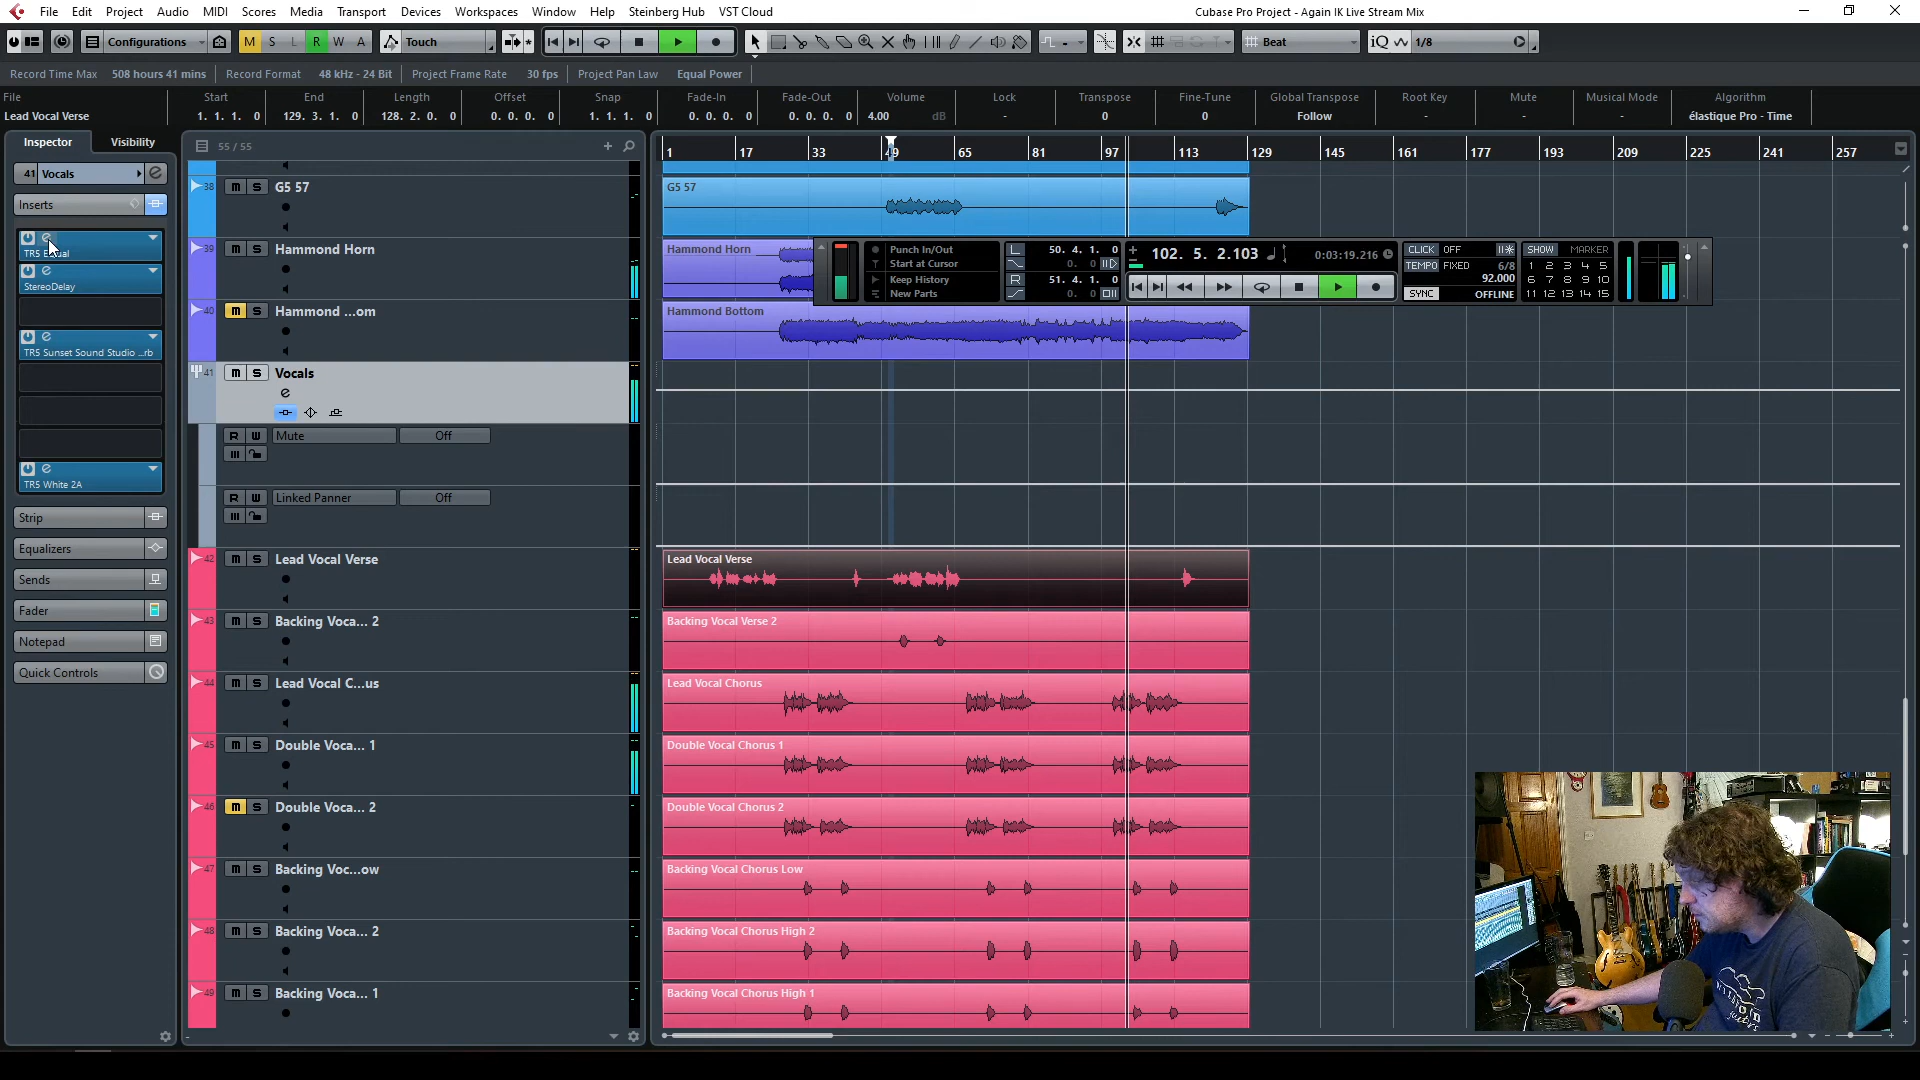 File Edit Project Audio MIDI Scores Media Transport Devices Workspaces Window Help Steinberg Hub VST Cloud
Cubase Pro Project - Again IK Live Stream Mix
Configurations M S L R W A Touch Beat iQ 1/8
Record Time Max 508 hours 41 mins Record Format 48 kHz - 24 Bit Project Frame Rate 30 fps Project Pan Law Equal Power
File Start End Length Offset Snap Fade-In Fade-Out Volume Lock Transpose Fine-Tune Global Transpose Root Key Mute Musical Mode Algorithm
Lead Vocal Verse 1. 1. 1. 0 129. 3. 1. 0 128. 2. 0. 0 0. 0. 0. 0 1. 1. 1. 0 0. 0. 0. 0 0. 0. 0. 0 4.00 dB - 0 0 Follow - - - élastique Pro - Time
Inspector Visibility
55 / 55
1 17 33 49 65 81 97 113 129 145 161 177 193 209 225 241 257
41 Vocals
Inserts
TR5 E ual
StereoDelay
TR5 Sunset Sound Studio ...rb
TR5 White 2A
Strip
Equalizers
Sends
Fader
Notepad
Quick Controls
38 m S G5 57
39 m S Hammond Horn
40 m S Hammond ...om
41 m S Vocals
R W Mute Off
R W Linked Panner Off
42 m S Lead Vocal Verse
43 m S Backing Voca... 2
44 m S Lead Vocal C...us
45 m S Double Voca... 1
46 m S Double Voca... 2
47 m S Backing Voc...ow
48 m S Backing Voca... 2
49 m S Backing Voca... 1
G5 57
Hammond Horn
Hammond Bottom
Lead Vocal Verse
Backing Vocal Verse 2
Lead Vocal Chorus
Double Vocal Chorus 1
Double Vocal Chorus 2
Backing Vocal Chorus Low
Backing Vocal Chorus High 2
Backing Vocal Chorus High 1
Punch In/Out
Start at Cursor
Keep History
New Parts
L 50. 4. 1. 0
0. 0
R 51. 4. 1. 0
0. 0
102. 5. 2.103
0:03:19.216
CLICK OFF
TEMPO FIXED 6/8
92.000
SYNC OFFLINE
SHOW MARKER
1 2 3 4 5
6 7 8 9 10
11 12 13 14 15